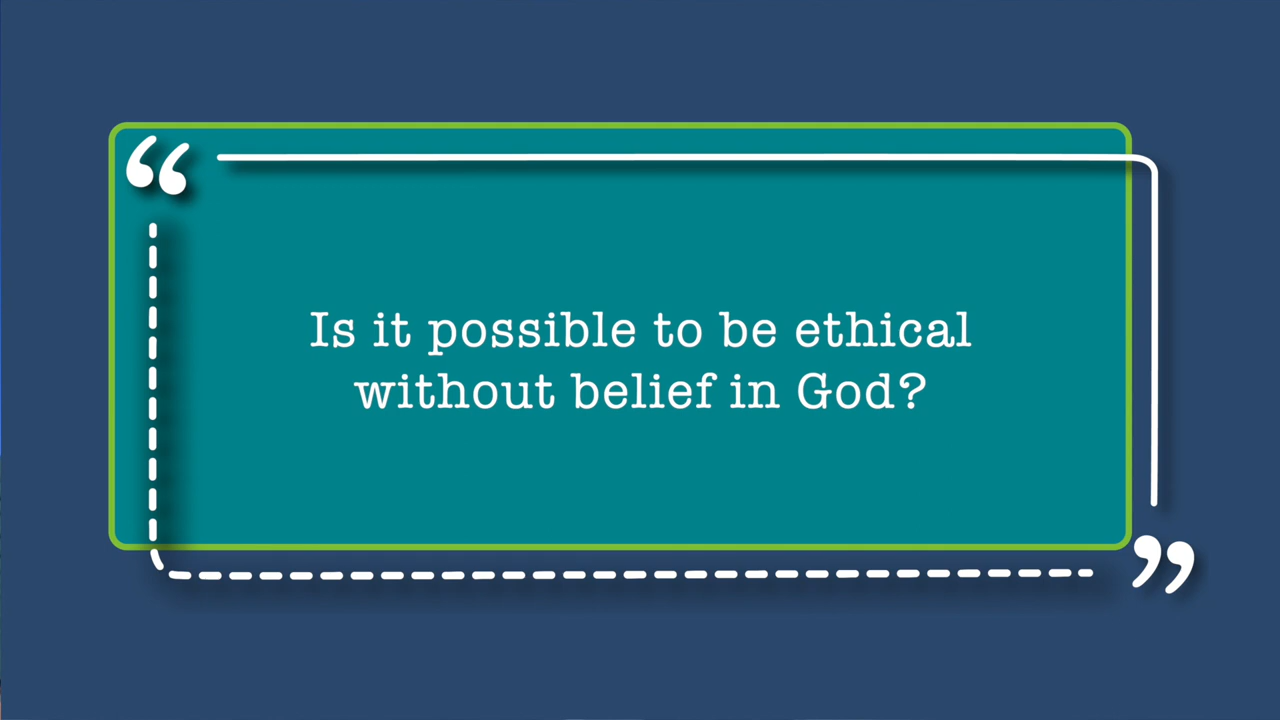 “
Is it possible to be ethical
without belief in God?
”